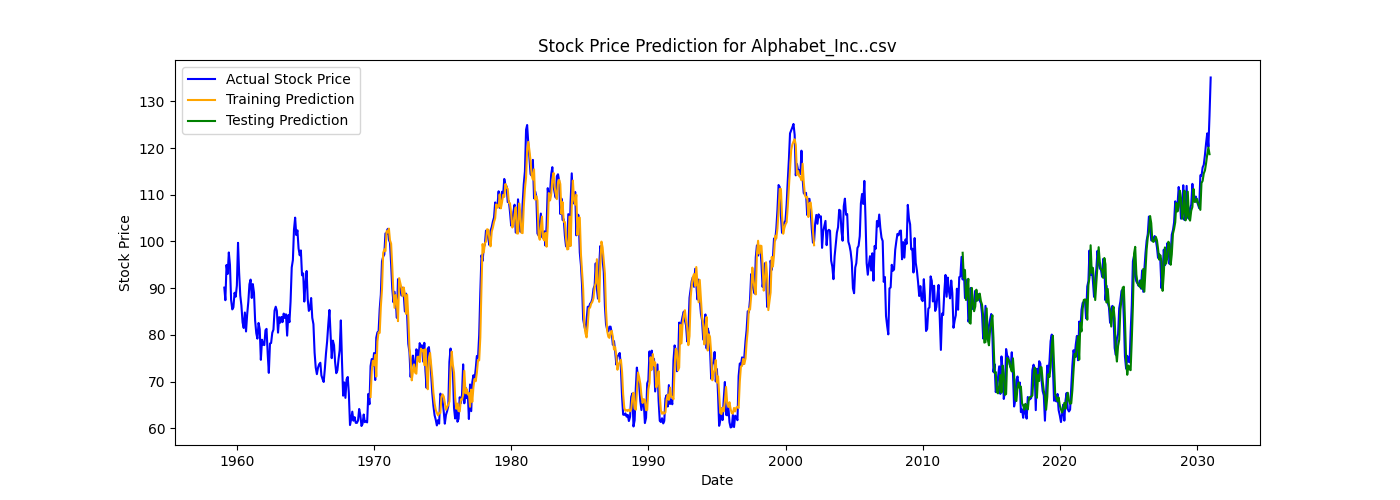 Stock Price Prediction for Alphabet_Inc..csv
Actual Stock Price
Training Prediction
Testing Prediction
Stock Price
130
120
110
100
90
80
70
60
1960 1970 1980 1990 2000 2010 2020 2030
Date